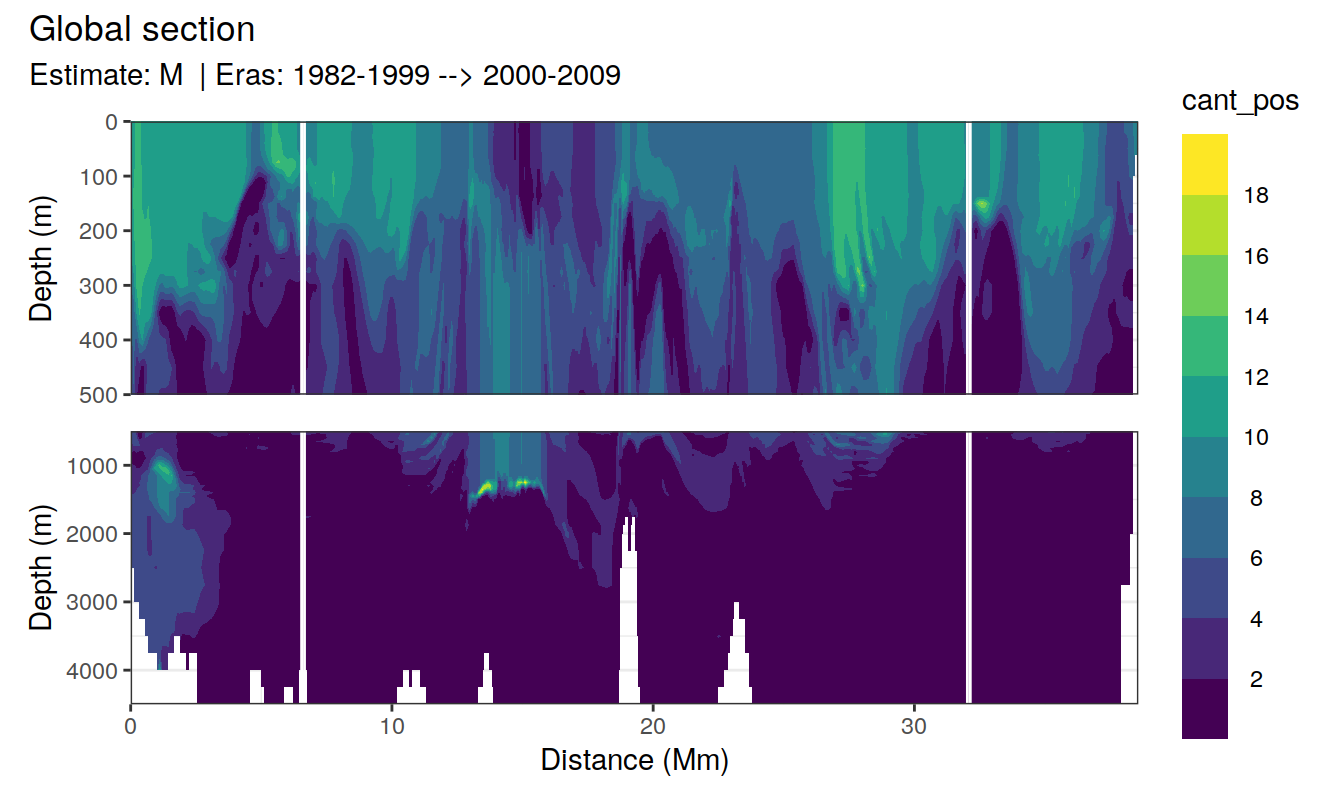 Global section
Estimate: M | Eras: 1982-1999 --> 2000-2009
cant_pos
18
16
14
12
10
8
6
4
2
Depth (m)
0
100
200
300
400
500
Depth (m)
1000
2000
3000
4000
0 10 20 30
Distance (Mm)